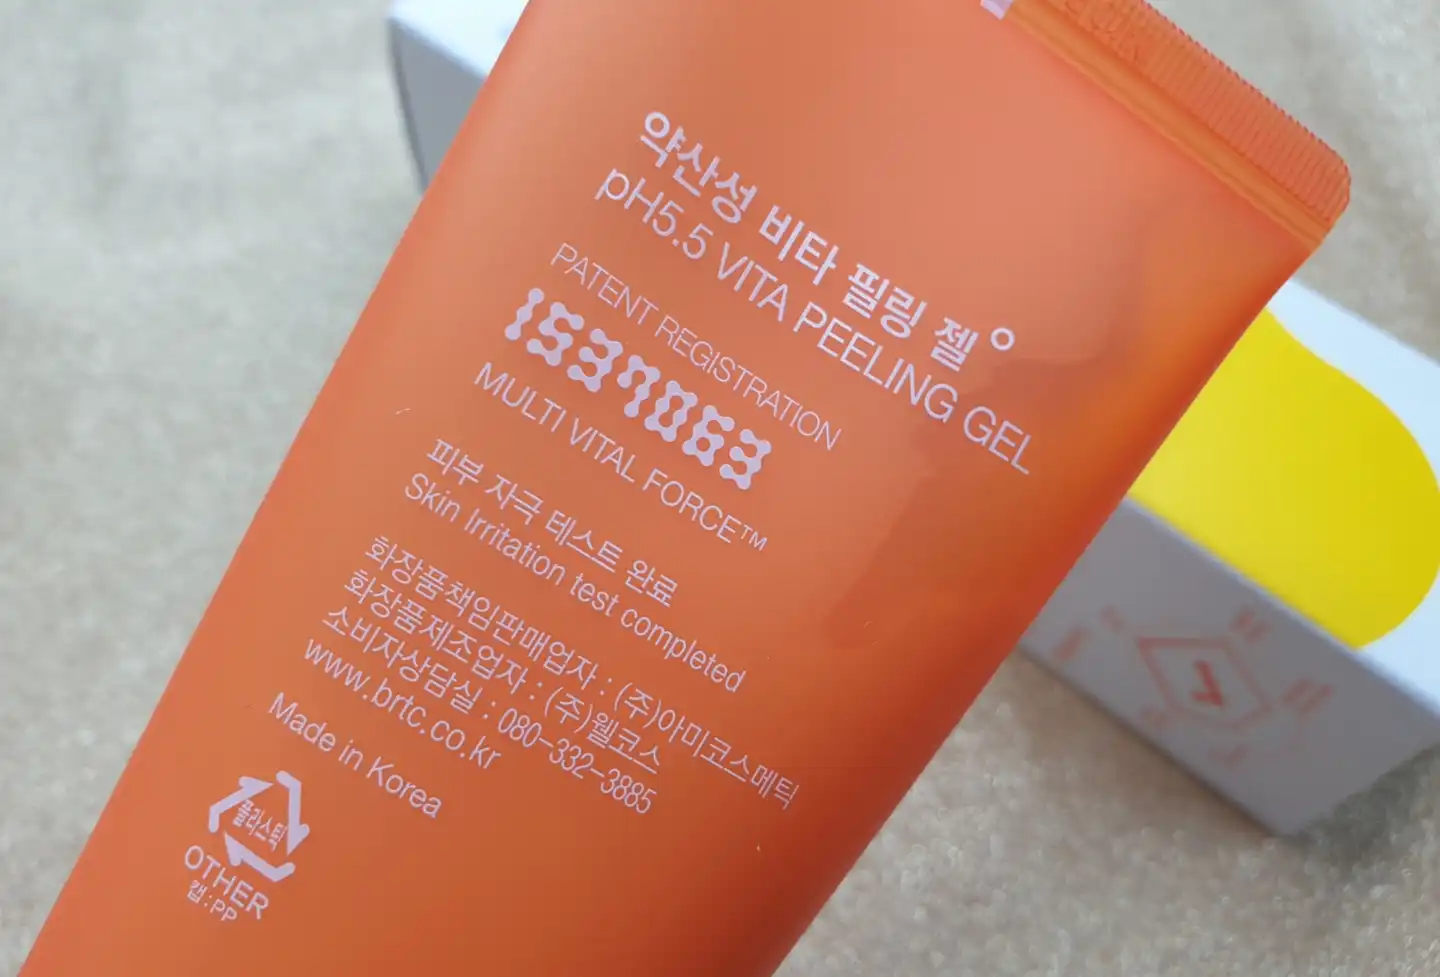 약산성 비타 필링 젤
pH5.5 VITA PEELING GEL
PATENT REGISTRATION
1537063
MULTI VITAL FORCE™
피부 자극 테스트 완료
Skin Irritation test completed
화장품책임판매업자 : (주)아미코스메틱
화장품제조업자 : (주)웰코스
소비자상담실 : 080-332-3885
www.brtc.co.kr
Made in Korea
플라스틱
OTHER
캡:PP